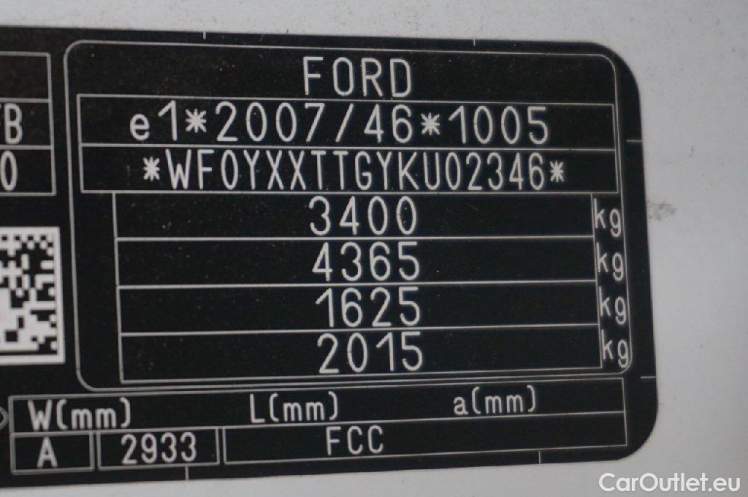 FORD
e1*2007/46*1005
B
*WF0YXXTTGYKU02346*
0
3400 kg
4365 kg
1625 kg
2015 kg
W(mm) L(mm) a(mm)
A 2933 FCC
CarOutlet.eu